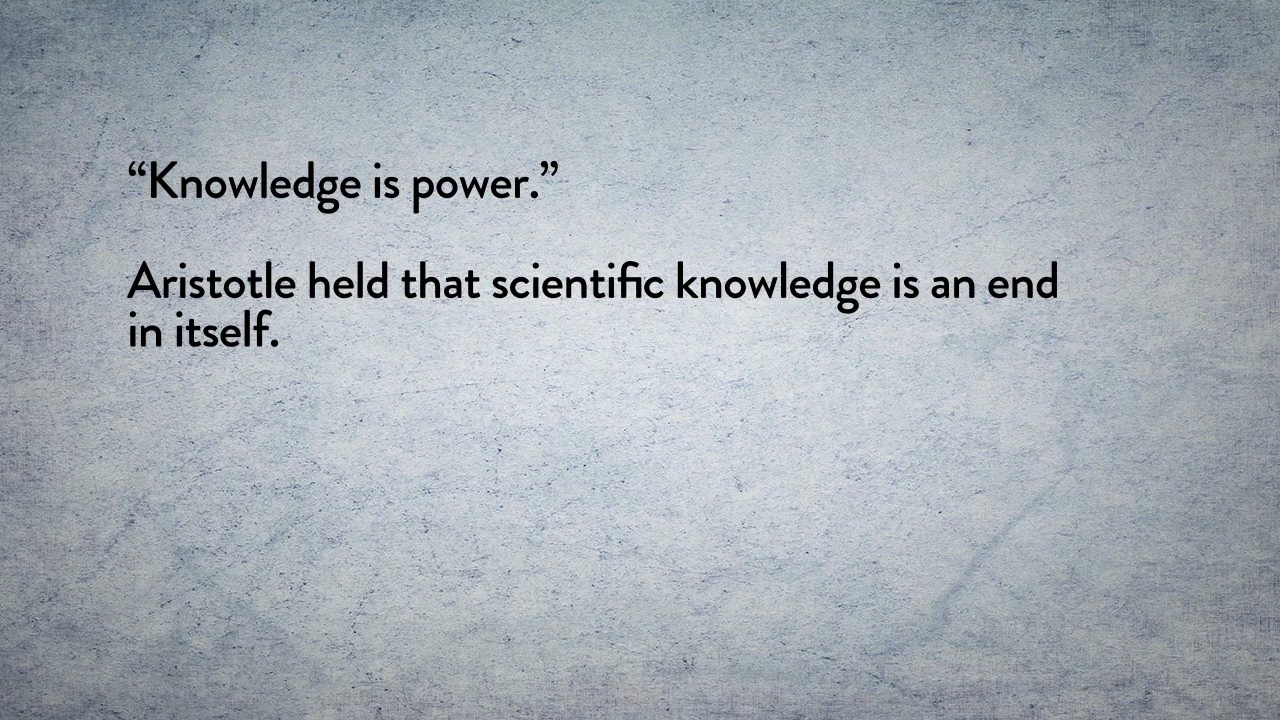 “Knowledge is power.”
Aristotle held that scientific knowledge is an end
in itself.